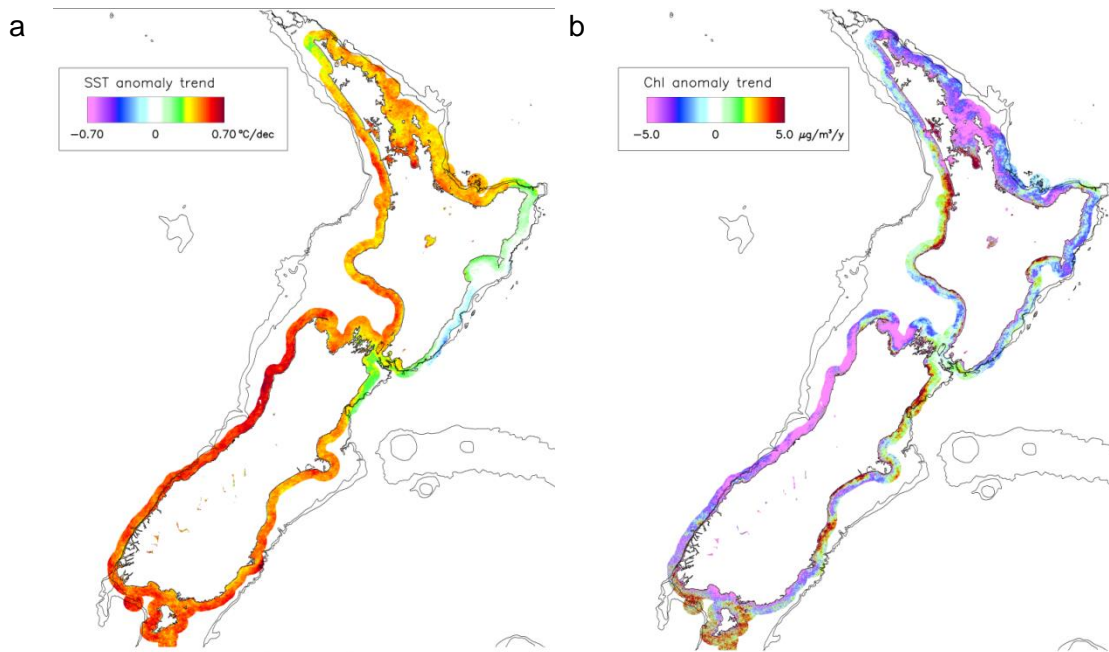 a
SST anomaly trend
−0.70 0 0.70 °C/dec
b
Chl anomaly trend
−5.0 0 5.0 µg/m³/y